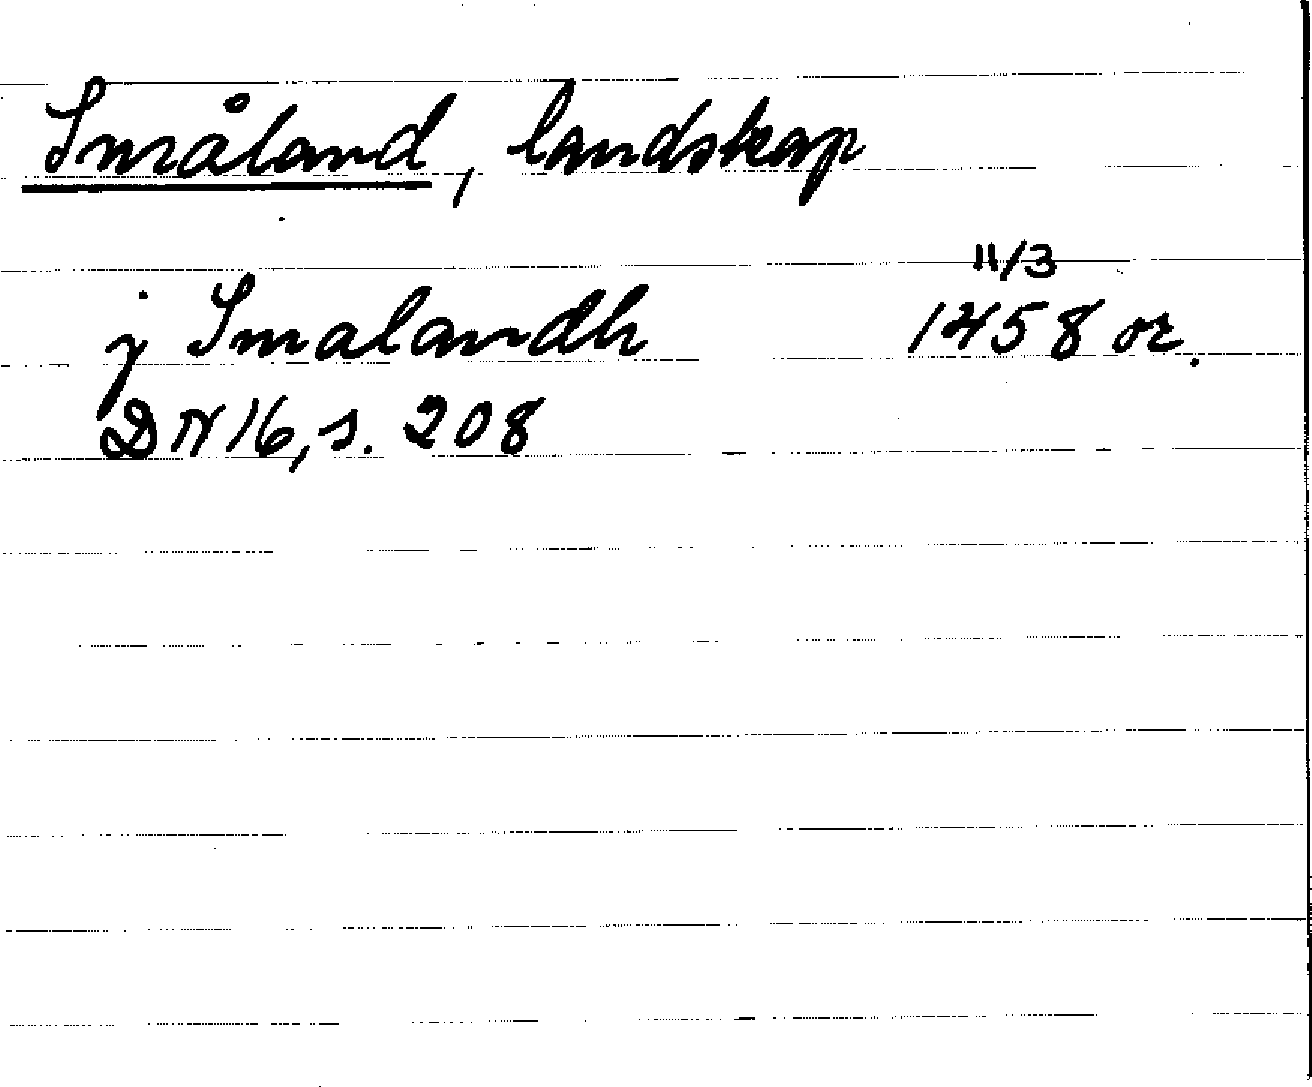 Småland, landskap
11/3
j Smalandh 1458 or.
DN 16, s. 208